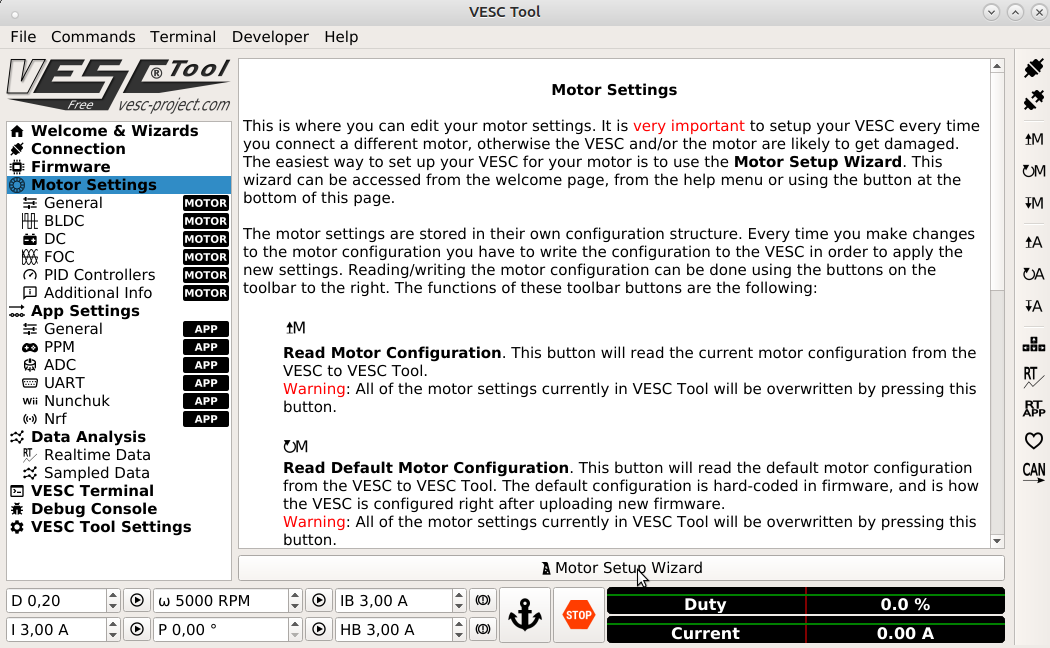 VESC Tool
File Commands Terminal Developer Help
VESC® Tool
Free vesc-project.com
Welcome & Wizards
Connection
Firmware
Motor Settings
General MOTOR
BLDC MOTOR
DC MOTOR
FOC MOTOR
PID Controllers MOTOR
Additional Info MOTOR
App Settings
General APP
PPM APP
ADC APP
UART APP
Wii Nunchuk APP
Nrf APP
Data Analysis
RT Realtime Data
Sampled Data
VESC Terminal
Debug Console
VESC Tool Settings
Motor Settings
This is where you can edit your motor settings. It is very important to setup your VESC every time
you connect a different motor, otherwise the VESC and/or the motor are likely to get damaged.
The easiest way to set up your VESC for your motor is to use the Motor Setup Wizard. This
wizard can be accessed from the welcome page, from the help menu or using the button at the
bottom of this page.
The motor settings are stored in their own configuration structure. Every time you make changes
to the motor configuration you have to write the configuration to the VESC in order to apply the
new settings. Reading/writing the motor configuration can be done using the buttons on the
toolbar to the right. The functions of these toolbar buttons are the following:
M
Read Motor Configuration. This button will read the current motor configuration from the
VESC to VESC Tool.
Warning: All of the motor settings currently in VESC Tool will be overwritten by pressing this
button.
M
Read Default Motor Configuration. This button will read the default motor configuration
from the VESC to VESC Tool. The default configuration is hard-coded in firmware, and is how
the VESC is configured right after uploading new firmware.
Warning: All of the motor settings currently in VESC Tool will be overwritten by pressing this
button.
Motor Setup Wizard
M
M
M
A
A
A
RT
RT
APP
CAN
D 0,20 ω 5000 RPM IB 3,00 A
I 3,00 A P 0,00 ° HB 3,00 A
STOP
Duty 0.0 %
Current 0.00 A